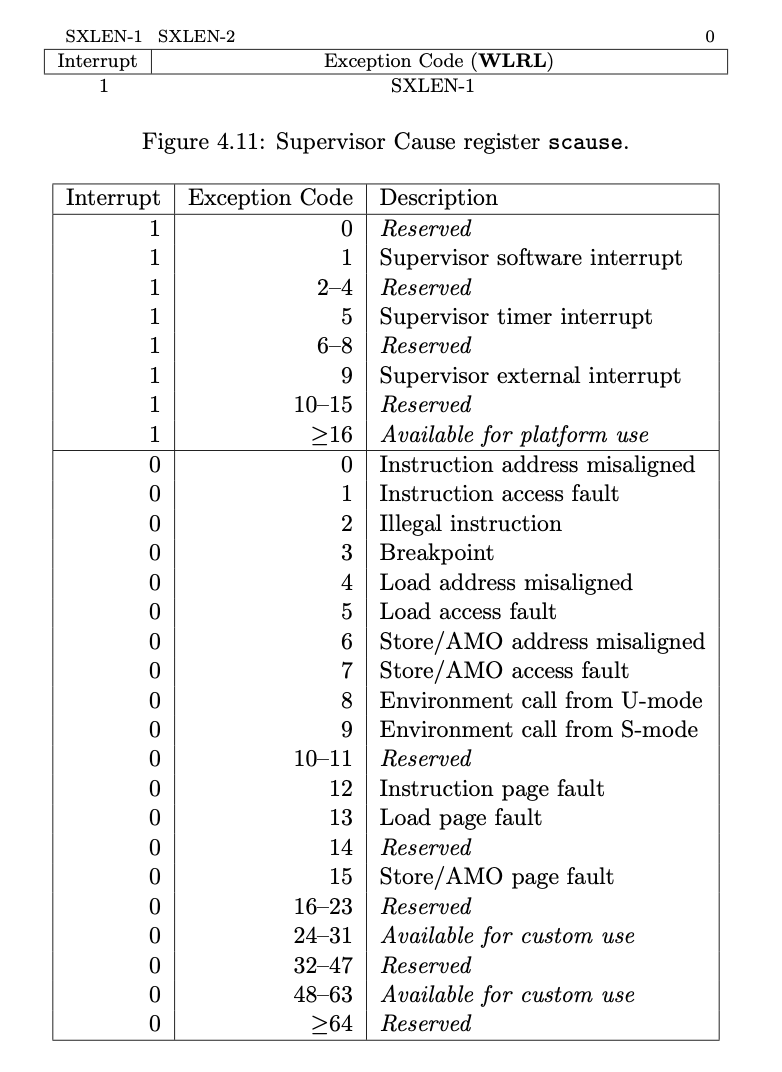 SXLEN-1 SXLEN-2 0
Interrupt Exception Code (WLRL)
1 SXLEN-1
Figure 4.11: Supervisor Cause register scause.
Interrupt Exception Code Description
1 0 Reserved
1 1 Supervisor software interrupt
1 2–4 Reserved
1 5 Supervisor timer interrupt
1 6–8 Reserved
1 9 Supervisor external interrupt
1 10–15 Reserved
1 ≥16 Available for platform use
0 0 Instruction address misaligned
0 1 Instruction access fault
0 2 Illegal instruction
0 3 Breakpoint
0 4 Load address misaligned
0 5 Load access fault
0 6 Store/AMO address misaligned
0 7 Store/AMO access fault
0 8 Environment call from U-mode
0 9 Environment call from S-mode
0 10–11 Reserved
0 12 Instruction page fault
0 13 Load page fault
0 14 Reserved
0 15 Store/AMO page fault
0 16–23 Reserved
0 24–31 Available for custom use
0 32–47 Reserved
0 48–63 Available for custom use
0 ≥64 Reserved